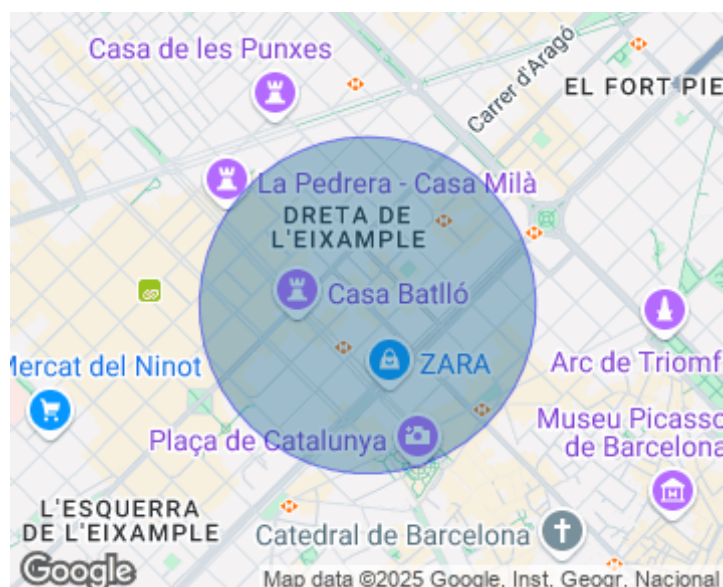 Casa de les Punxes
Carrer d'Aragó
EL FORT PIE
La Pedrera - Casa Milà
DRETA DE
L'EIXAMPLE
Casa Batlló
Mercat del Ninot
ZARA
Arc de Triomf
Plaça de Catalunya
Museu Picasso
de Barcelona
L'ESQUERRA
DE L'EIXAMPLE
Catedral de Barcelona
Google
Map data ©2025 Google, Inst. Geogr. Nacional